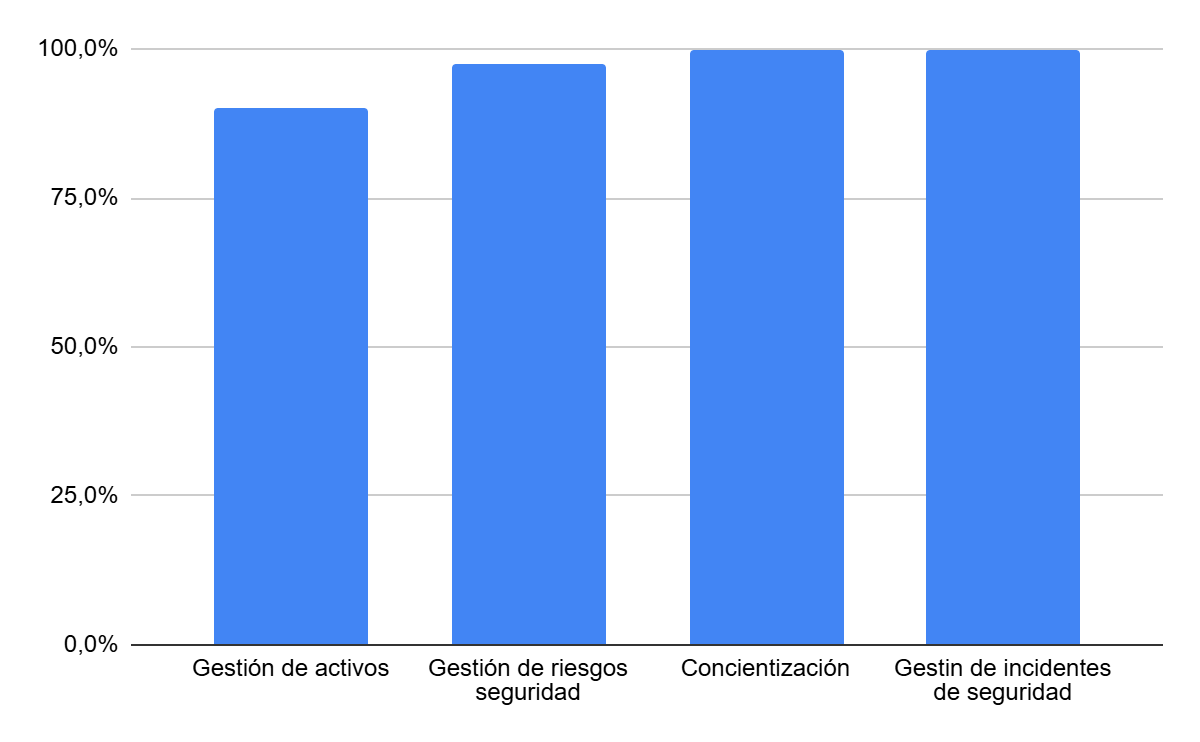 100,0%
75,0%
50,0%
25,0%
0,0%
Gestión de activos
Gestión de riesgos
seguridad
Concientización
Gestin de incidentes
de seguridad